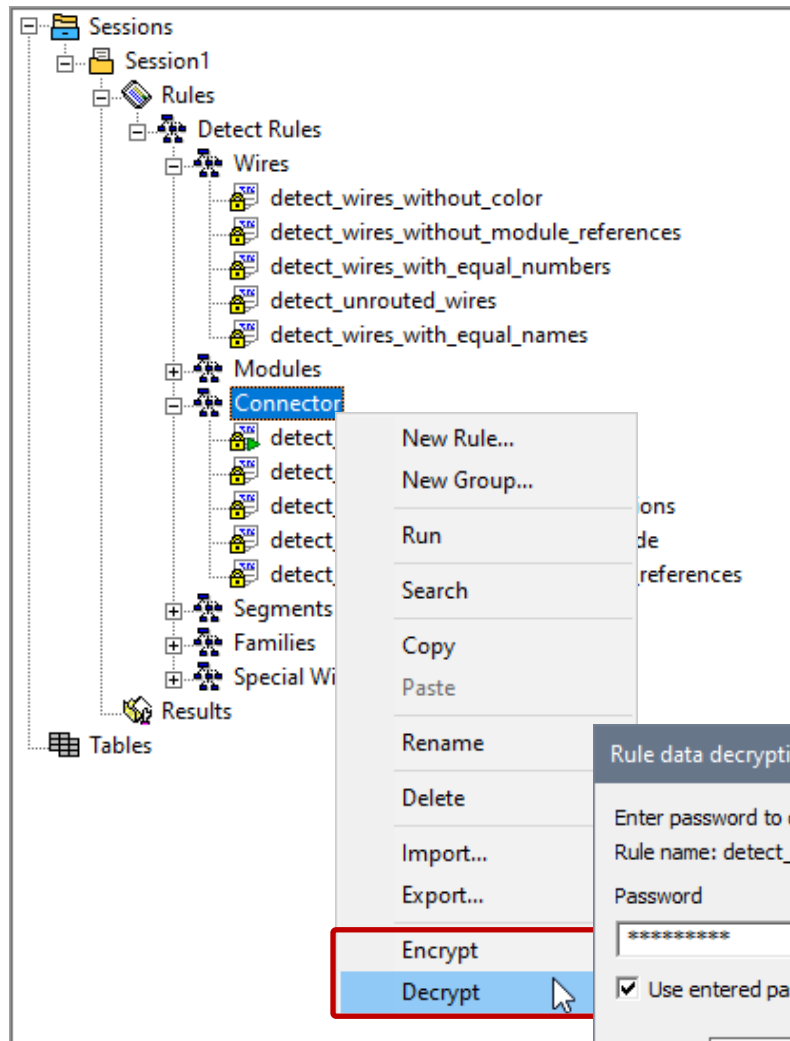 Sessions
Session1
Rules
Detect Rules
Wires
detect_wires_without_color
detect_wires_without_module_references
detect_wires_with_equal_numbers
detect_unrouted_wires
detect_wires_with_equal_names
Modules
Connector
detect_
detect_
detect_ ions
detect_ de
detect_ _references
Segments
Families
Special Wi
Results
Tables
New Rule...
New Group...
Run
Search
Copy
Paste
Rename
Delete
Import...
Export...
Encrypt
Decrypt
Rule data decrypti
Enter password to
Rule name: detect_
Password
*********
Use entered pa